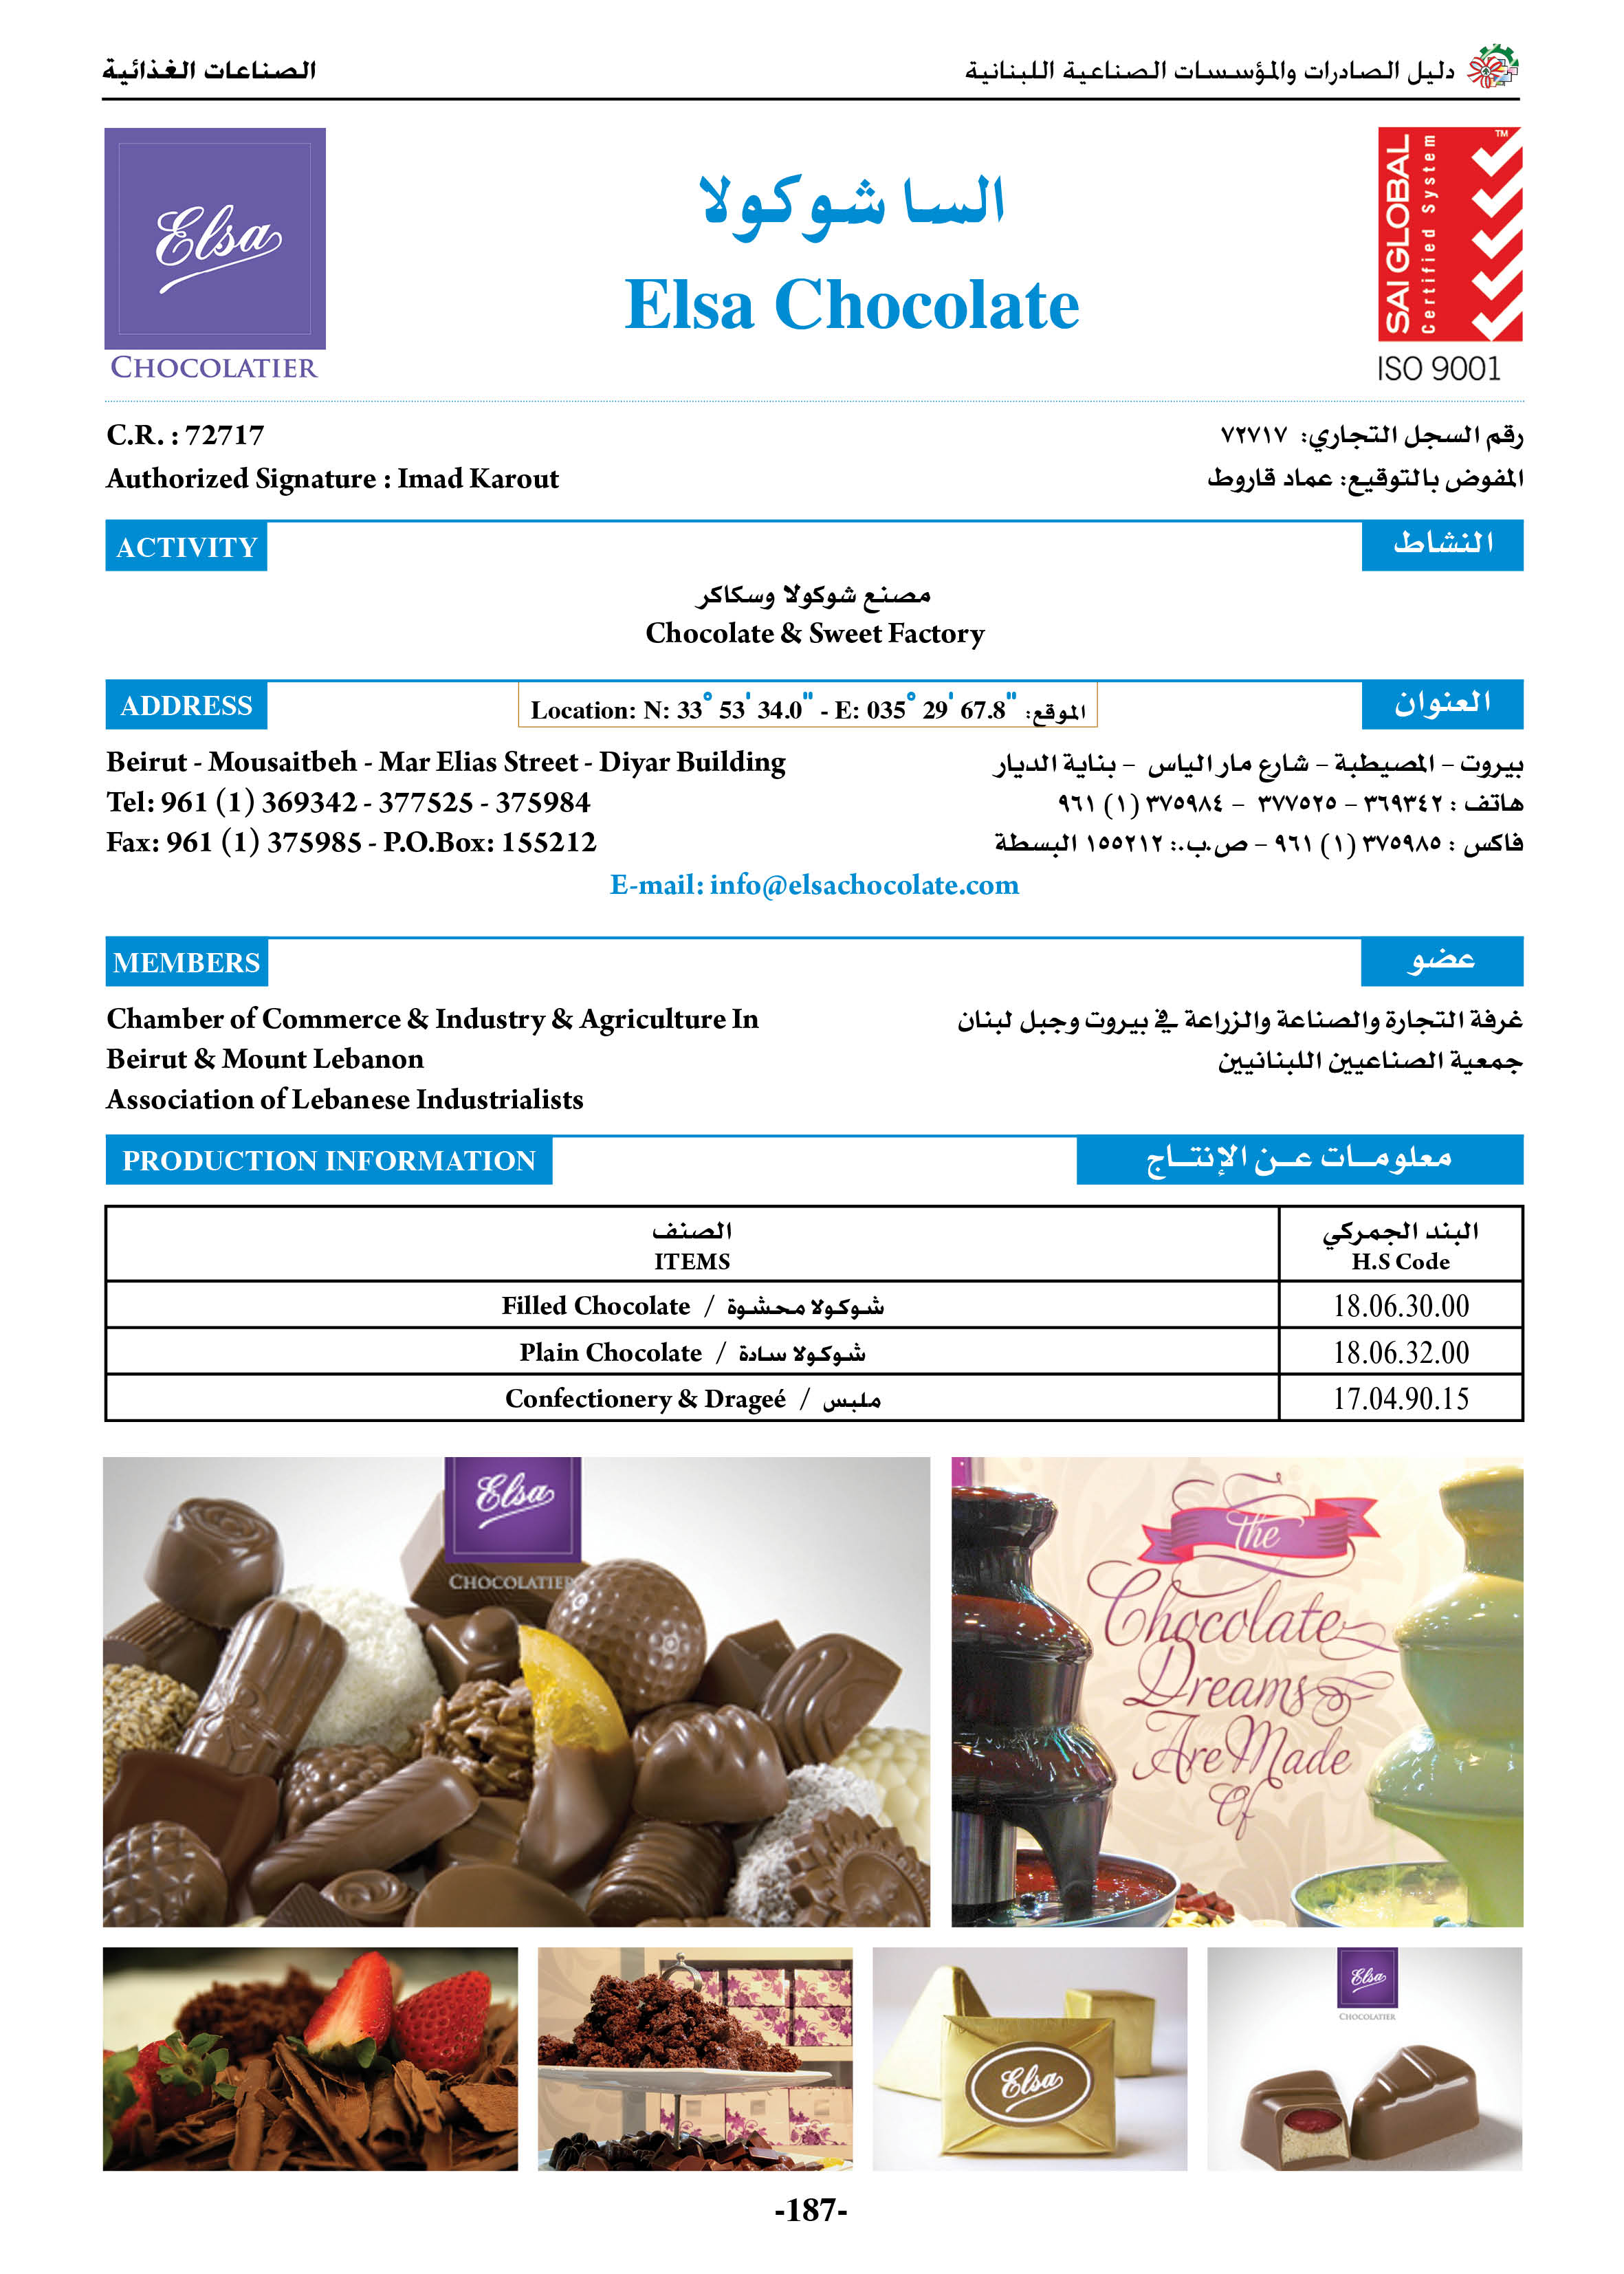 الصناعات الغذائية
دليل الصادرات والمؤسسات الصناعية اللبنانية
Elsa
CHOCOLATIER
السا شوكولا
Elsa Chocolate
SAI GLOBAL
Certified System
TM
ISO 9001
C.R. : 72717
رقم السجل التجاري: ٧٢٧١٧
Authorized Signature : Imad Karout
المفوض بالتوقيع: عماد قاروط
ACTIVITY
النشاط
مصنع شوكولا وسكاكر
Chocolate & Sweet Factory
ADDRESS
Location: N: 33° 53' 34.0" - E: 035° 29' 67.8" :الموقع
العنوان
Beirut - Mousaitbeh - Mar Elias Street - Diyar Building
بيروت – المصيطبة – شارع مار الياس – بناية الديار
Tel: 961 (1) 369342 - 377525 - 375984
هاتف : ٣٦٩٣٤٢ – ٣٧٧٥٢٥ – ٣٧٥٩٨٤ (١) ٩٦١
Fax: 961 (1) 375985 - P.O.Box: 155212
فاكس : ٣٧٥٩٨٥ (١) ٩٦١ – ص.ب.: ١٥٥٢١٢ البسطة
E-mail: info@elsachocolate.com
MEMBERS
عضو
Chamber of Commerce & Industry & Agriculture In
Beirut & Mount Lebanon
Association of Lebanese Industrialists
غرفة التجارة والصناعة والزراعة في بيروت وجبل لبنان
جمعية الصناعيين اللبنانيين
PRODUCTION INFORMATION
معلومــات عــن الإنتــاج
الصنف
ITEMS
البند الجمركي
H.S Code
Filled Chocolate / شوكولا محشوة
18.06.30.00
Plain Chocolate / شوكولا سادة
18.06.32.00
Confectionery & Drageé / ملبس
17.04.90.15
Elsa
CHOCOLATIER
the
Chocolate
Dreams
Are Made
Of
Elsa
Elsa
CHOCOLATIER
-187-